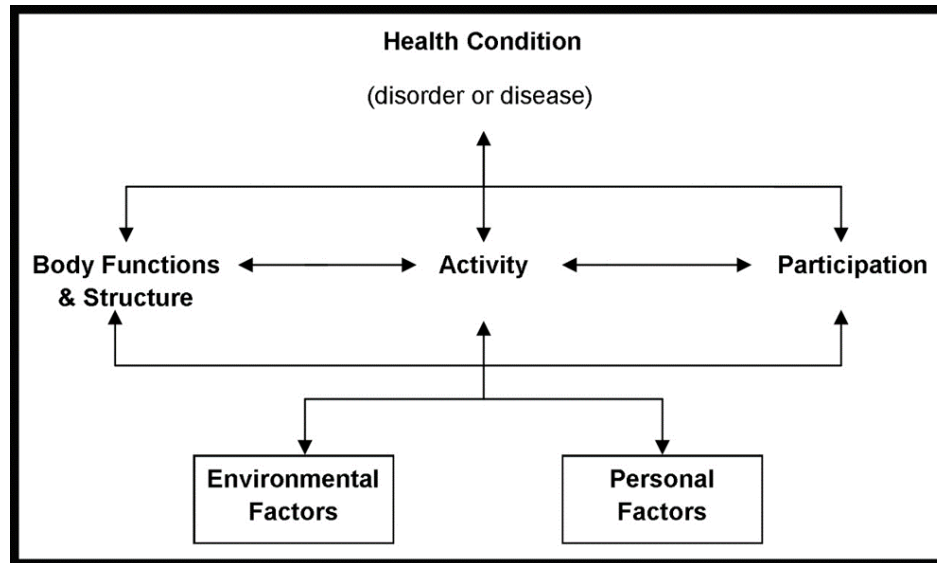 Health Condition
(disorder or disease)
Body Functions
& Structure
Activity
Participation
Environmental
Factors
Personal
Factors